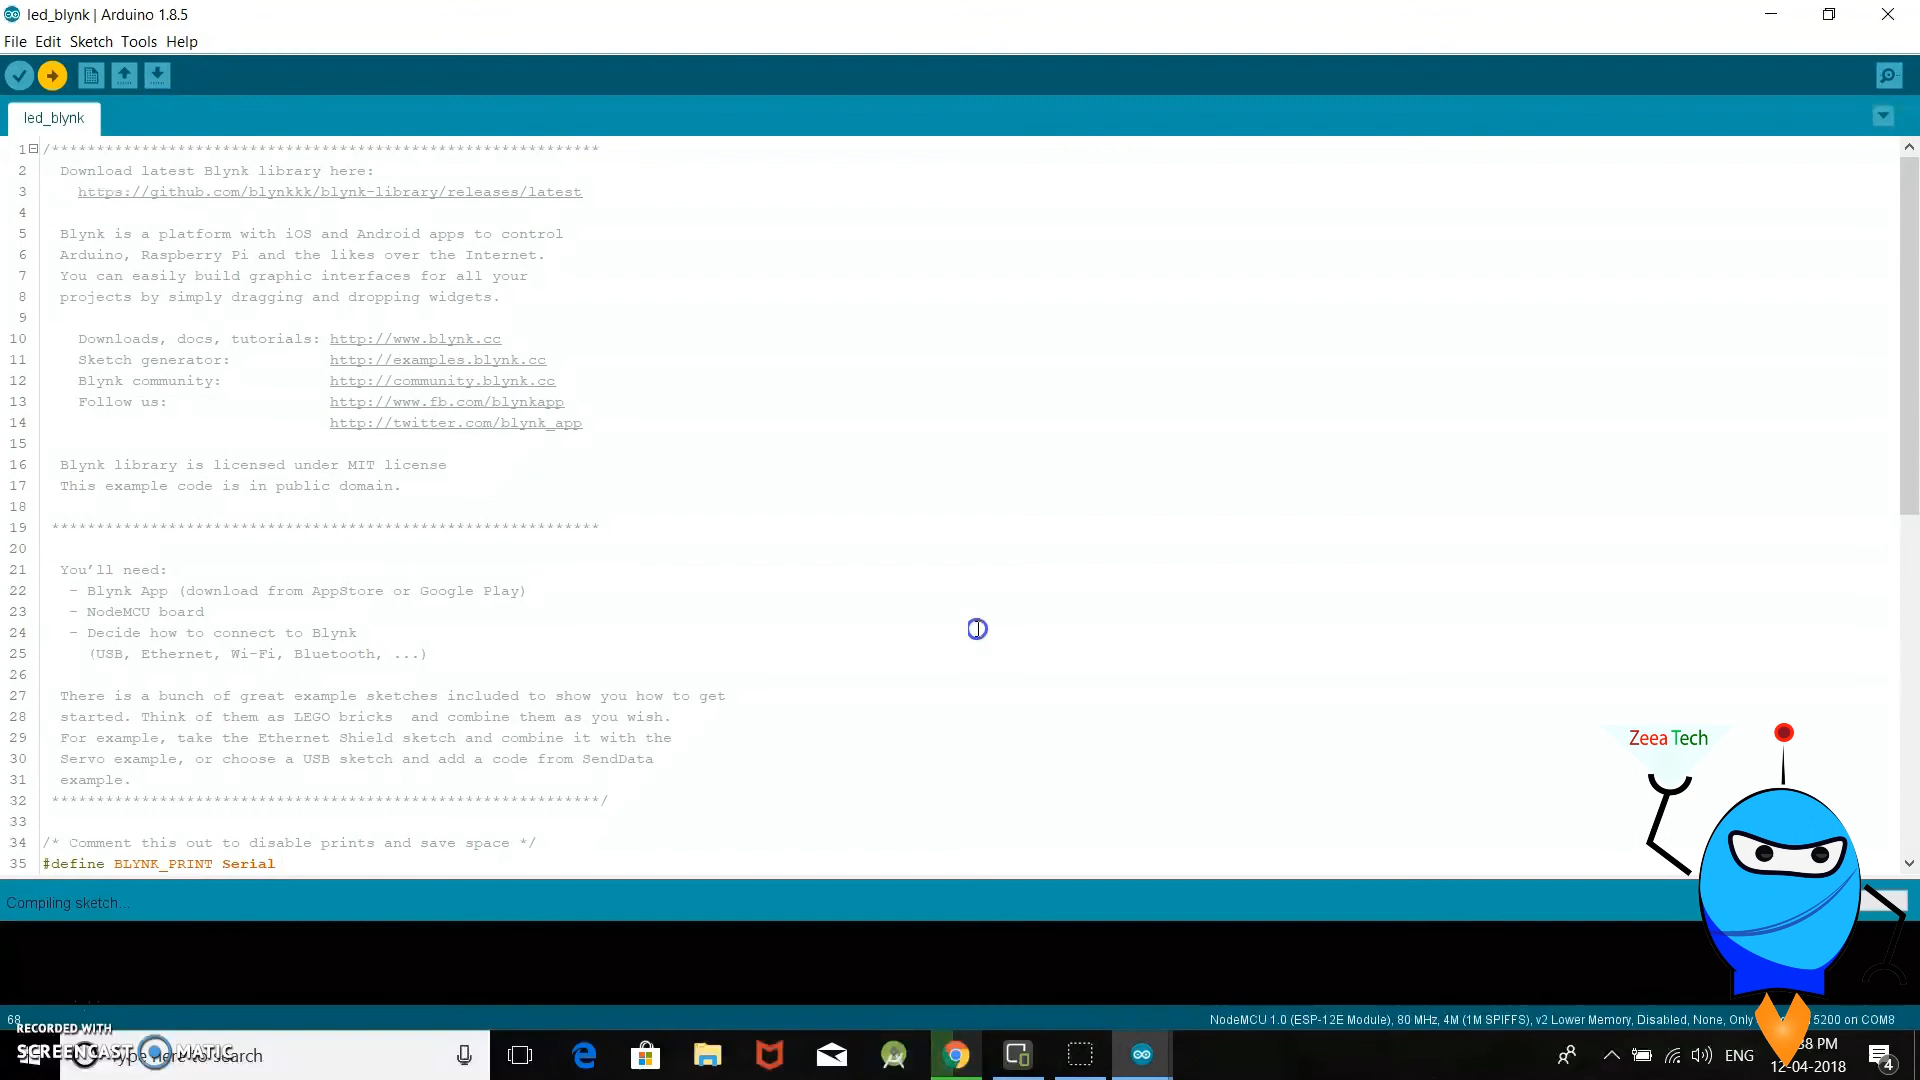 led_blynk | Arduino 1.8.5
File Edit Sketch Tools Help
led_blynk
1 /*************************************************************
2 Download latest Blynk library here:
3 https://github.com/blynkkk/blynk-library/releases/latest
4
5 Blynk is a platform with iOS and Android apps to control
6 Arduino, Raspberry Pi and the likes over the Internet.
7 You can easily build graphic interfaces for all your
8 projects by simply dragging and dropping widgets.
9
10 Downloads, docs, tutorials: http://www.blynk.cc
11 Sketch generator: http://examples.blynk.cc
12 Blynk community: http://community.blynk.cc
13 Follow us: http://www.fb.com/blynkapp
14 http://twitter.com/blynk_app
15
16 Blynk library is licensed under MIT license
17 This example code is in public domain.
18
19 *************************************************************
20
21 You’ll need:
22 - Blynk App (download from AppStore or Google Play)
23 - NodeMCU board
24 - Decide how to connect to Blynk
25 (USB, Ethernet, Wi-Fi, Bluetooth, ...)
26
27 There is a bunch of great example sketches included to show you how to get
28 started. Think of them as LEGO bricks and combine them as you wish.
29 For example, take the Ethernet Shield sketch and combine it with the
30 Servo example, or choose a USB sketch and add a code from SendData
31 example.
32 *************************************************************/
33
34 /* Comment this out to disable prints and save space */
35 #define BLYNK_PRINT Serial
Zeea Tech
Compiling sketch...
68
NodeMCU 1.0 (ESP-12E Module), 80 MHz, 4M (1M SPIFFS), v2 Lower Memory, Disabled, None, Only 5200 on COM8
RECORDED WITH
SCREENCAST MATIC
ype here to search
ENG
:38 PM
12-04-2018
4